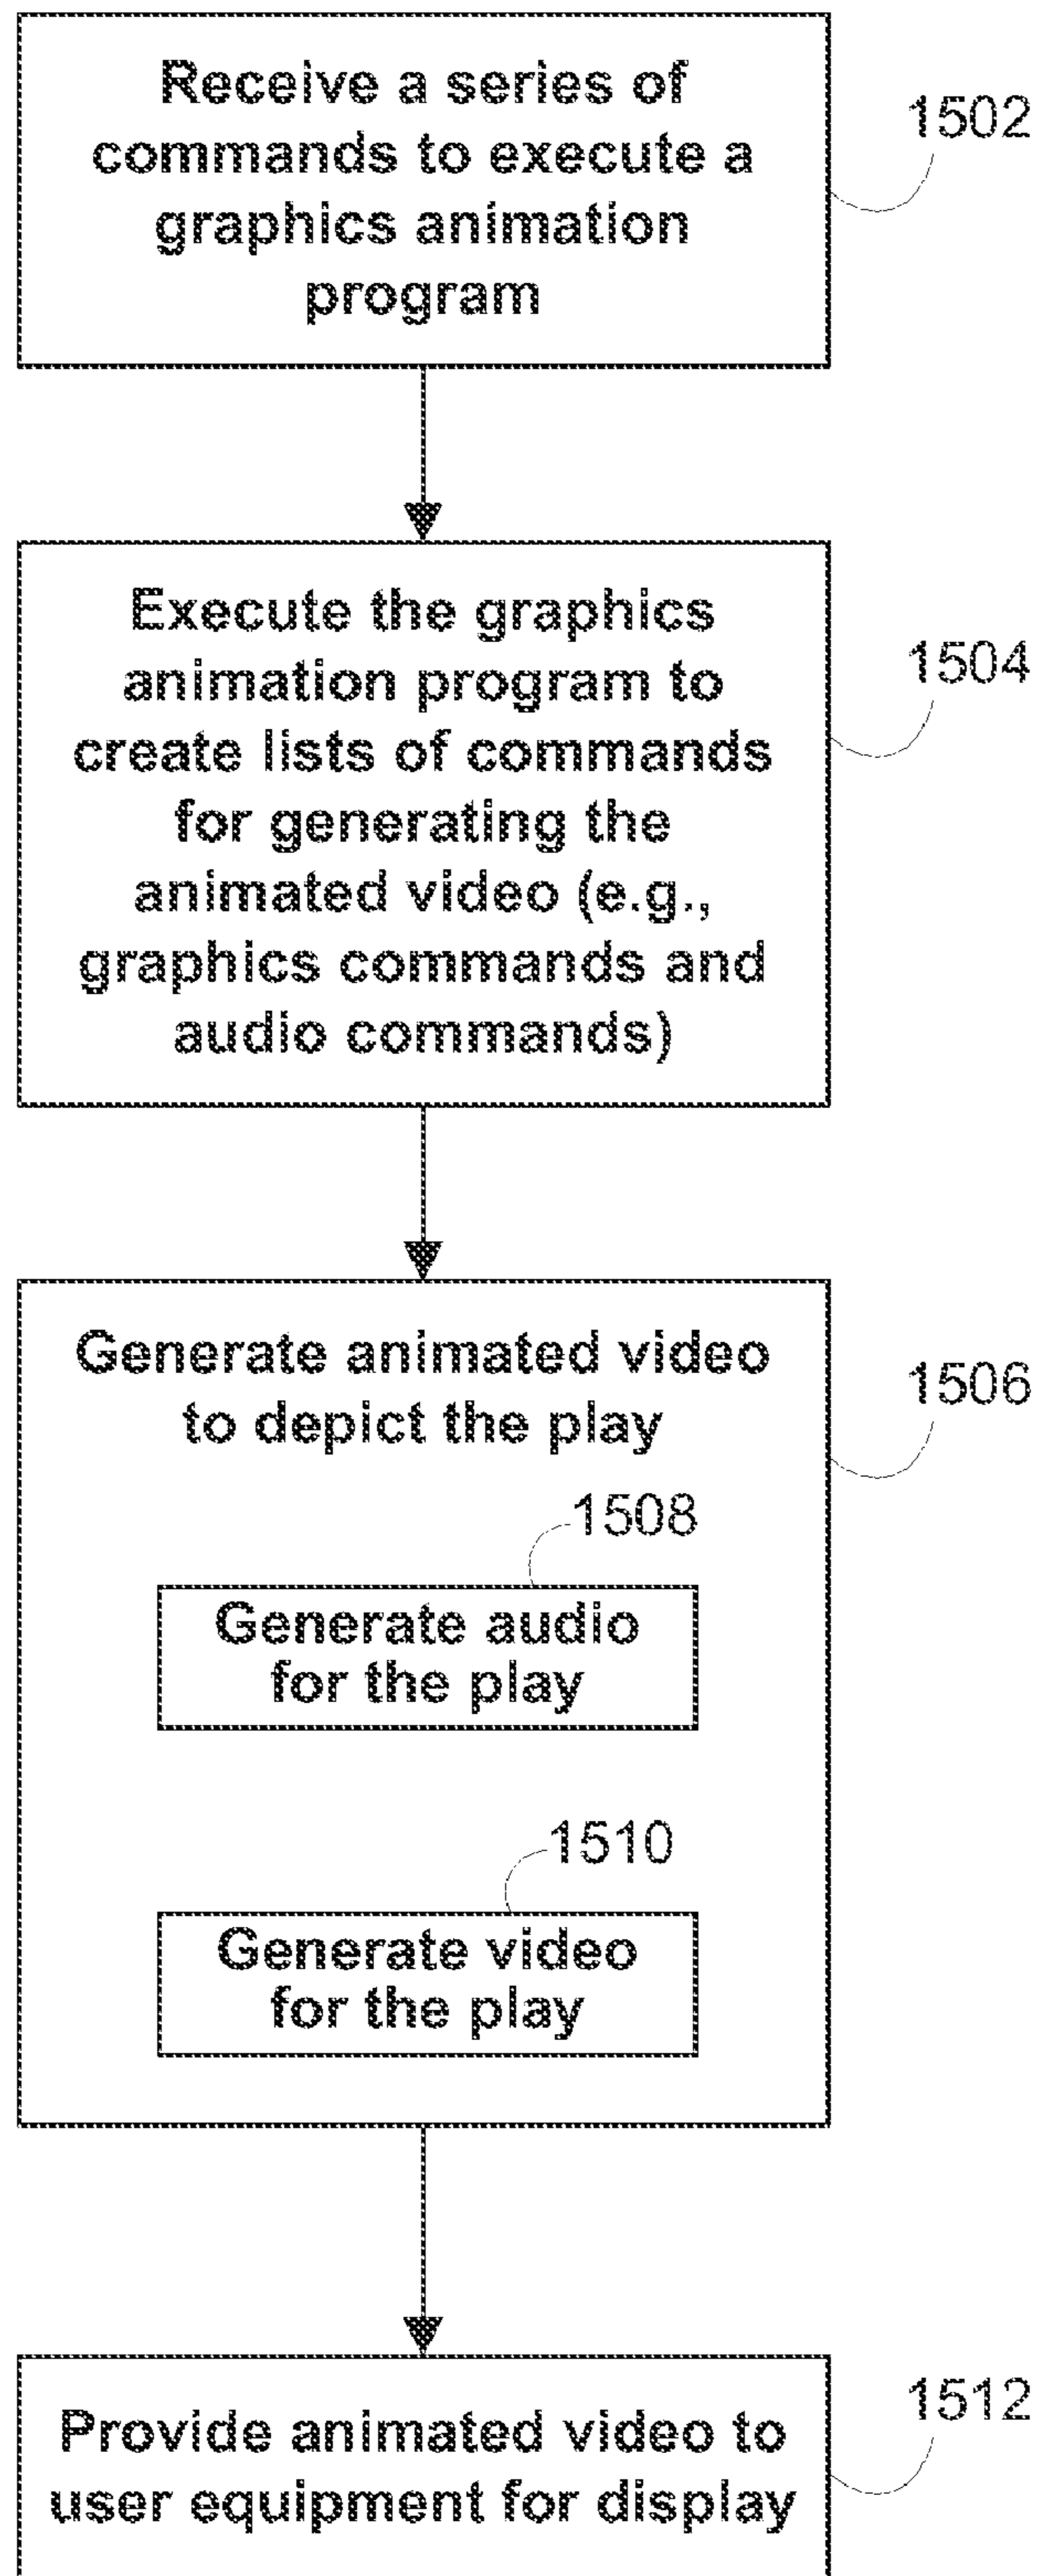 Receive a series of
commands to execute a
graphics animation
program
1502
Execute the graphics
animation program to
create lists of commands
for generating the
animated video (e.g.,
graphics commands and
audio commands)
1504
Generate animated video
to depict the play
1506
1508
Generate audio
for the play
1510
Generate video
for the play
Provide animated video to
user equipment for display
1512